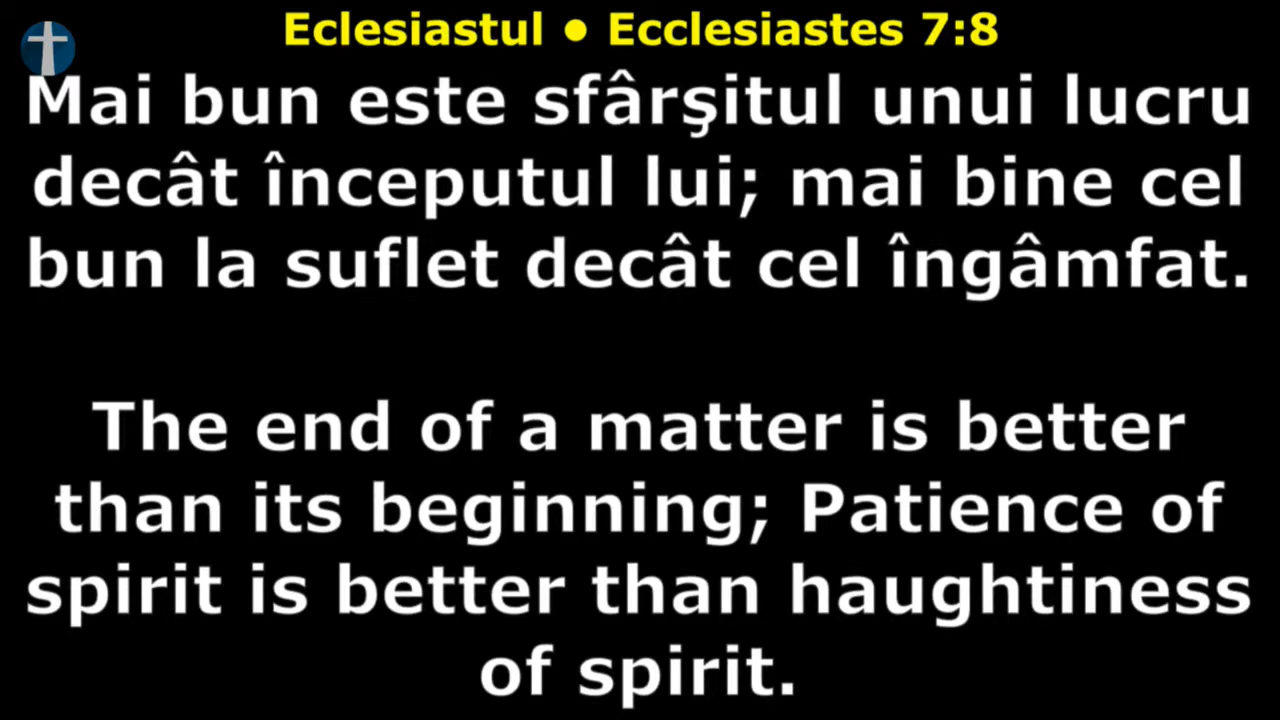 Eclesiastul • Ecclesiastes 7:8
Mai bun este sfârşitul unui lucru
decât începutul lui; mai bine cel
bun la suflet decât cel îngâmfat.
The end of a matter is better
than its beginning; Patience of
spirit is better than haughtiness
of spirit.